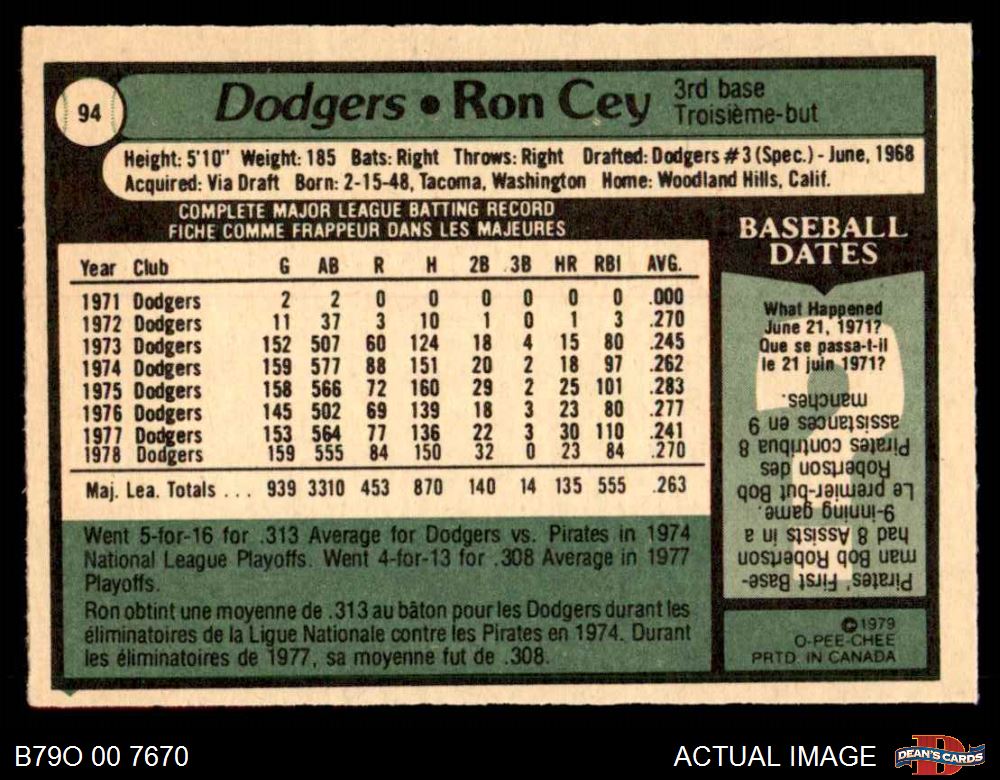 94
Dodgers • Ron Cey
3rd base
Troisième-but
Height: 5'10" Weight: 185 Bats: Right Throws: Right Drafted: Dodgers #3 (Spec.) - June, 1968
Acquired: Via Draft Born: 2-15-48, Tacoma, Washington Home: Woodland Hills, Calif.
COMPLETE MAJOR LEAGUE BATTING RECORD
FICHE COMME FRAPPEUR DANS LES MAJEURES
Year Club G AB R H 2B 3B HR RBI AVG.
1971 Dodgers 2 2 0 0 0 0 0 0 .000
1972 Dodgers 11 37 3 10 1 0 1 3 .270
1973 Dodgers 152 507 60 124 18 4 15 80 .245
1974 Dodgers 159 577 88 151 20 2 18 97 .262
1975 Dodgers 158 566 72 160 29 2 25 101 .283
1976 Dodgers 145 502 69 139 18 3 23 80 .277
1977 Dodgers 153 564 77 136 22 3 30 110 .241
1978 Dodgers 159 555 84 150 32 0 23 84 .270
Maj. Lea. Totals ... 939 3310 453 870 140 14 135 555 .263
Went 5-for-16 for .313 Average for Dodgers vs. Pirates in 1974
National League Playoffs. Went 4-for-13 for .308 Average in 1977
Playoffs.
Ron obtint une moyenne de .313 au bâton pour les Dodgers durant les
éliminatoires de la Ligue Nationale contre les Pirates en 1974. Durant
les éliminatoires de 1977, sa moyenne fut de .308.
BASEBALL
DATES
What Happened
June 21, 1971?
Que se passa-t-il
le 21 juin 1971?
Pirates' First Base-
man Bob Robertson
had 8 Assists in a
9-inning game.
Le premier-but Bob
Robertson des
Pirates contribua 8
assistances en 9
manches.
©1979
O-PEE-CHEE
PRTD. IN CANADA
B79O 00 7670
ACTUAL IMAGE
D
DEAN'S CARDS